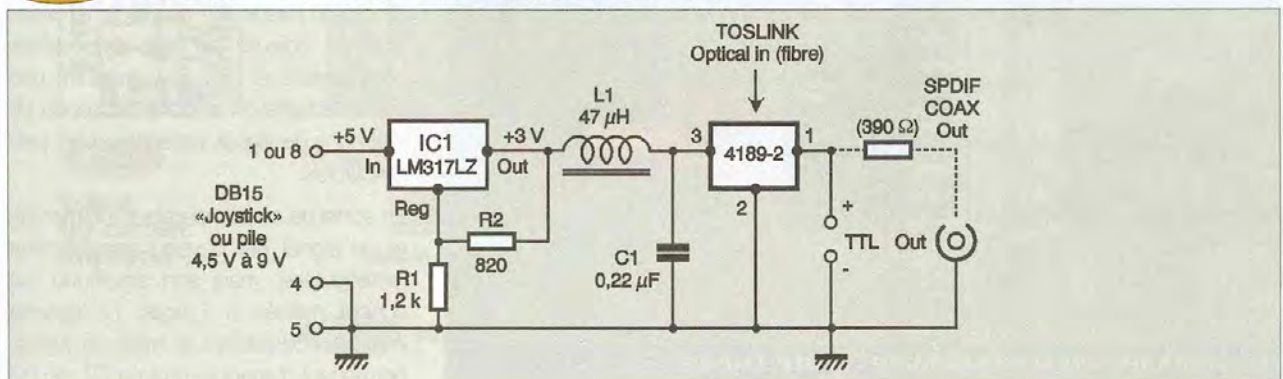 TOSLINK
Optical in (fibre)
SPDIF
COAX
Out
L1
47 µH
(390 Ω)
1 ou 8
+5 V
In
IC1
LM317LZ
+3 V
Out
3
4189-2
1
2
Reg
DB15
«Joystick»
ou pile
4,5 V à 9 V
R2
820
R1
1,2 k
C1
0,22 µF
+
TTL Out
-
4
5